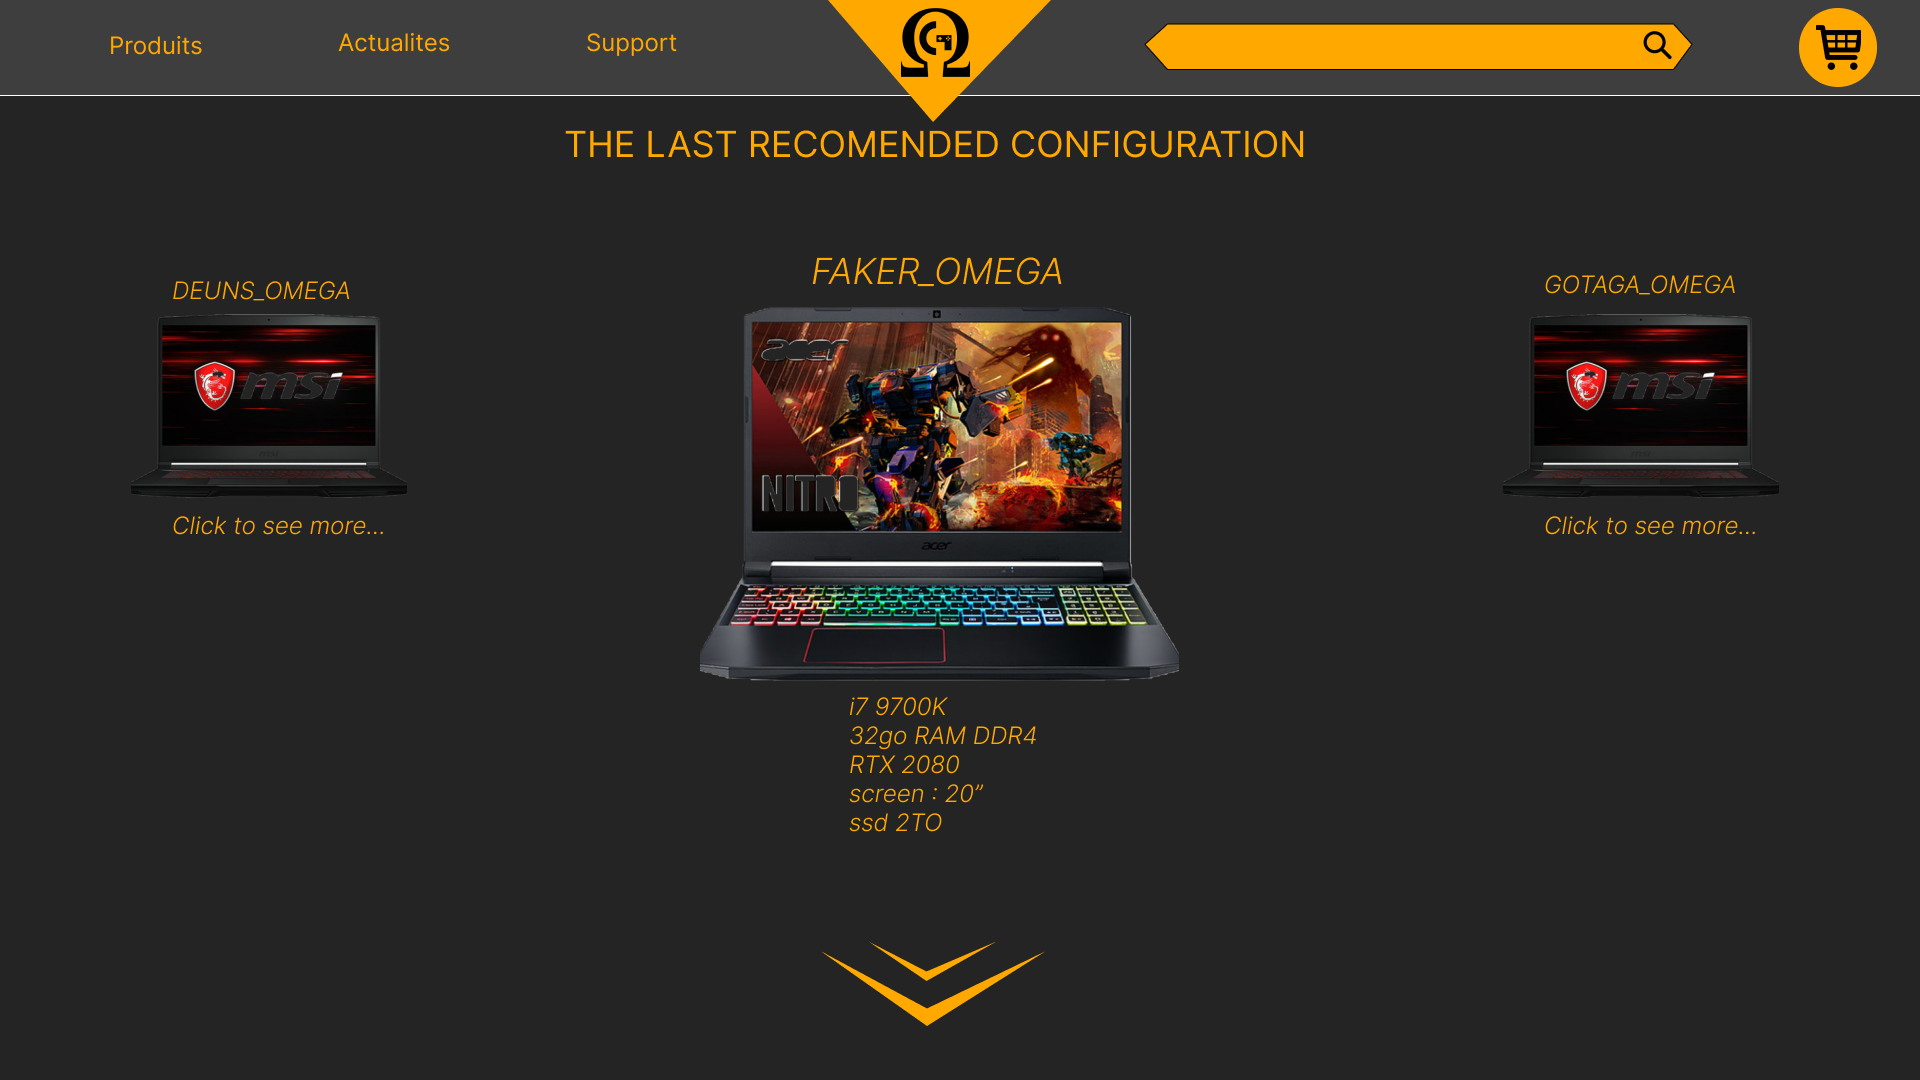 Produits
Actualites
Support
THE LAST RECOMENDED CONFIGURATION
DEUNS_OMEGA
msi
Click to see more...
FAKER_OMEGA
acer
NITRO
acer
i7 9700K
32go RAM DDR4
RTX 2080
screen : 20”
ssd 2TO
GOTAGA_OMEGA
msi
Click to see more...